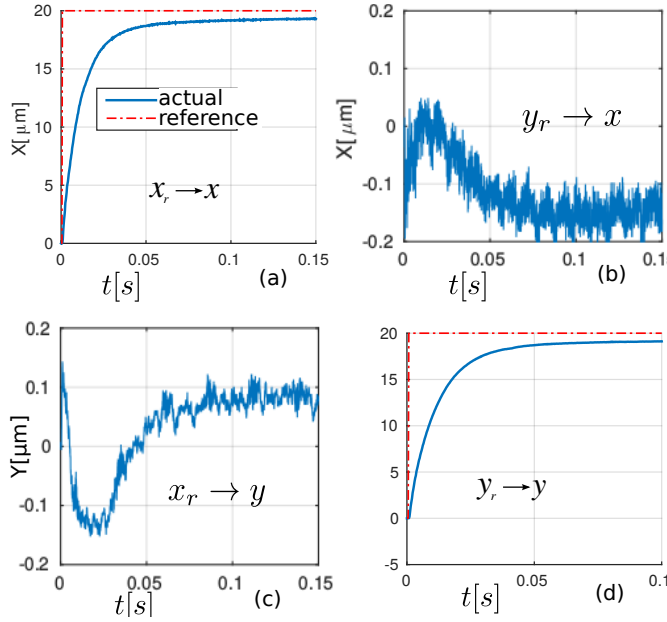 20
15
10
5
0
X[ μm]
actual
reference
x_r → x
0
0.05
0.1
0.15
t[s]
(a)
0.2
0.1
0
-0.1
-0.2
X[ μm]
y_r → x
0
0.05
0.1
0.15
t[s]
(b)
0.2
0.1
0
-0.1
-0.2
Y[μm]
x_r → y
0
0.05
0.1
0.15
t[s]
(c)
20
15
10
5
0
-5
y_r → y
0
0.05
0.1
t[s]
(d)